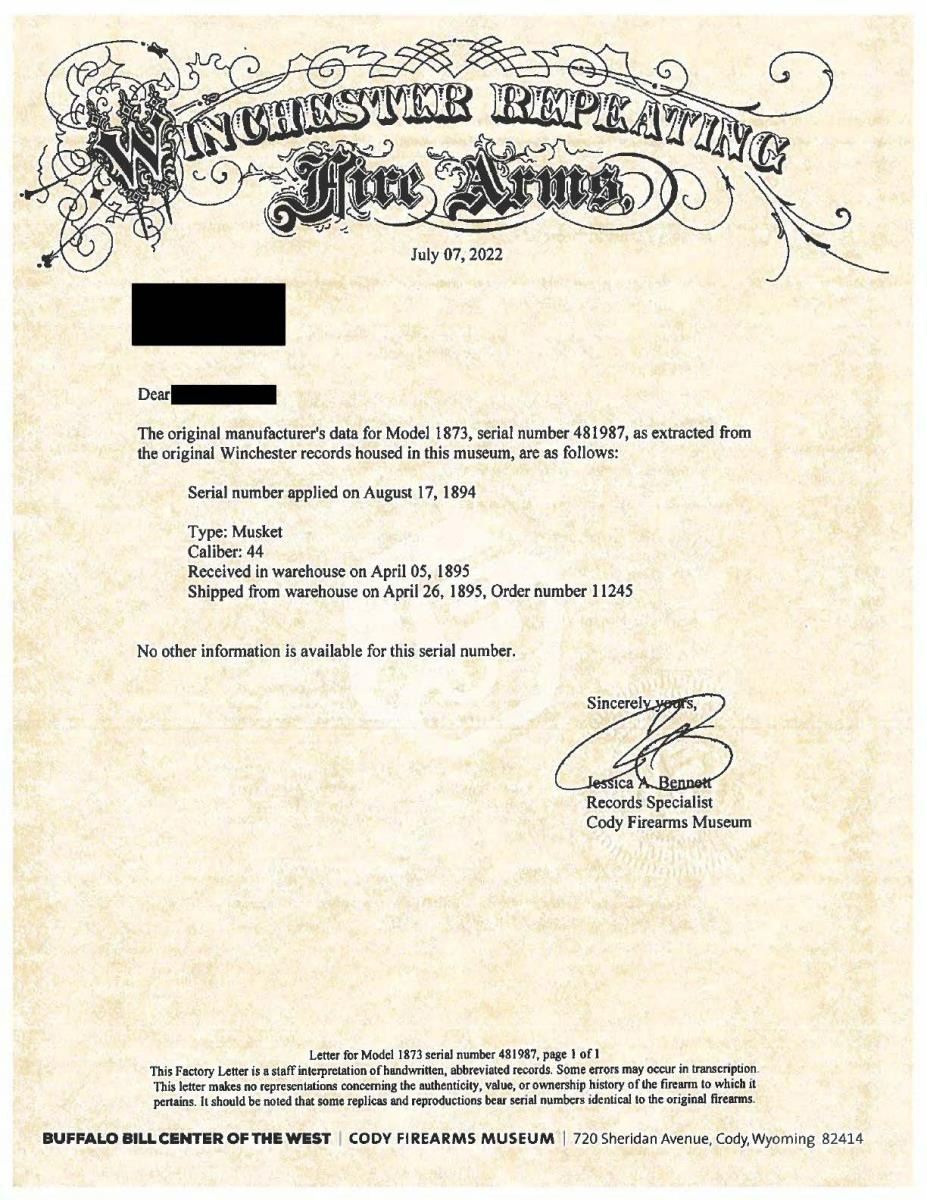 WINCHESTER REPEATING
Fire Arms,
July 07, 2022
Dear
The original manufacturer's data for Model 1873, serial number 481987, as extracted from
the original Winchester records housed in this museum, are as follows:
Serial number applied on August 17, 1894
Type: Musket
Caliber: 44
Received in warehouse on April 05, 1895
Shipped from warehouse on April 26, 1895, Order number 11245
No other information is available for this serial number.
Sincerely yours,
Jessica A. Bennett
Records Specialist
Cody Firearms Museum
Letter for Model 1873 serial number 481987, page 1 of 1
This Factory Letter is a staff interpretation of handwritten, abbreviated records. Some errors may occur in transcription.
This letter makes no representations concerning the authenticity, value, or ownership history of the firearm to which it
pertains. It should be noted that some replicas and reproductions bear serial numbers identical to the original firearms.
BUFFALO BILL CENTER OF THE WEST | CODY FIREARMS MUSEUM | 720 Sheridan Avenue, Cody, Wyoming 82414